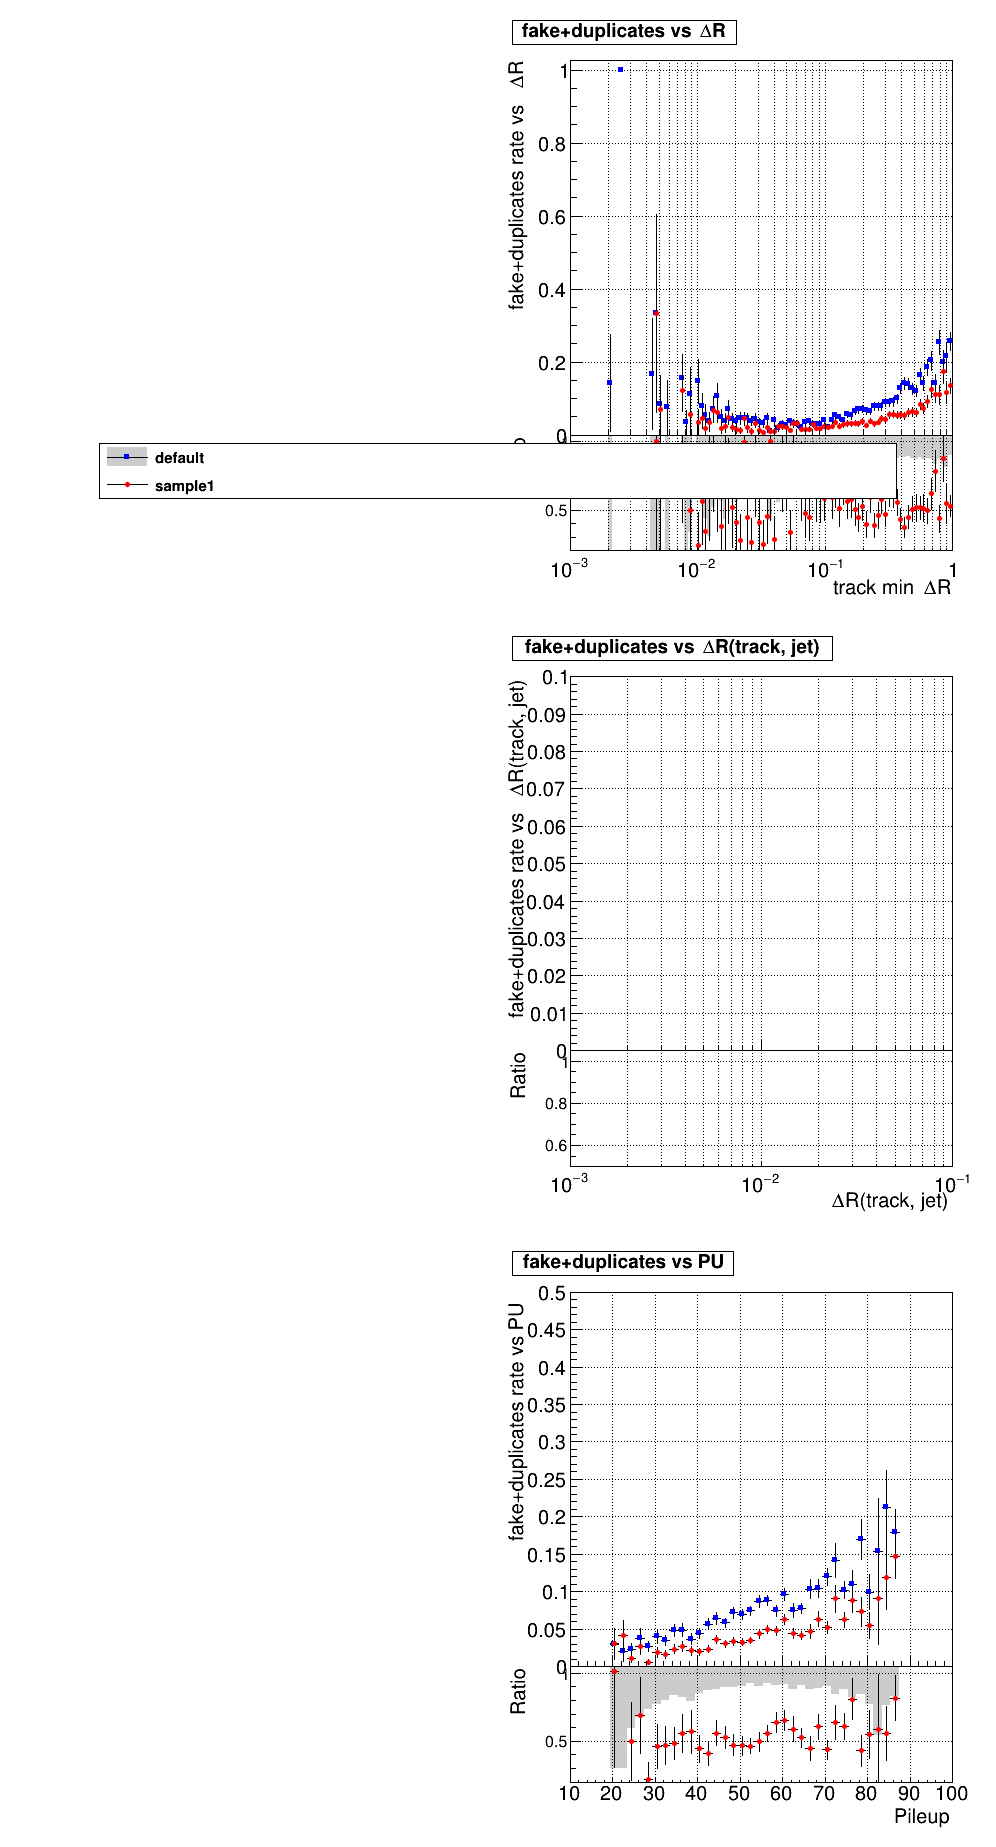 fake+duplicates vs ΔR
fake+duplicates rate vs ΔR
1
0.8
0.6
0.4
0.2
0
default
sample1
0.5
10−3
10−2
10−1
1
track min ΔR
fake+duplicates vs ΔR(track, jet)
fake+duplicates rate vs ΔR(track, jet)
0.1
0.09
0.08
0.07
0.06
0.05
0.04
0.03
0.02
0.01
0
Ratio
1
0.8
0.6
10−3
10−2
10−1
ΔR(track, jet)
fake+duplicates vs PU
fake+duplicates rate vs PU
0.5
0.45
0.4
0.35
0.3
0.25
0.2
0.15
0.1
0.05
0
Ratio
1
0.5
10 20 30 40 50 60 70 80 90 100
Pileup